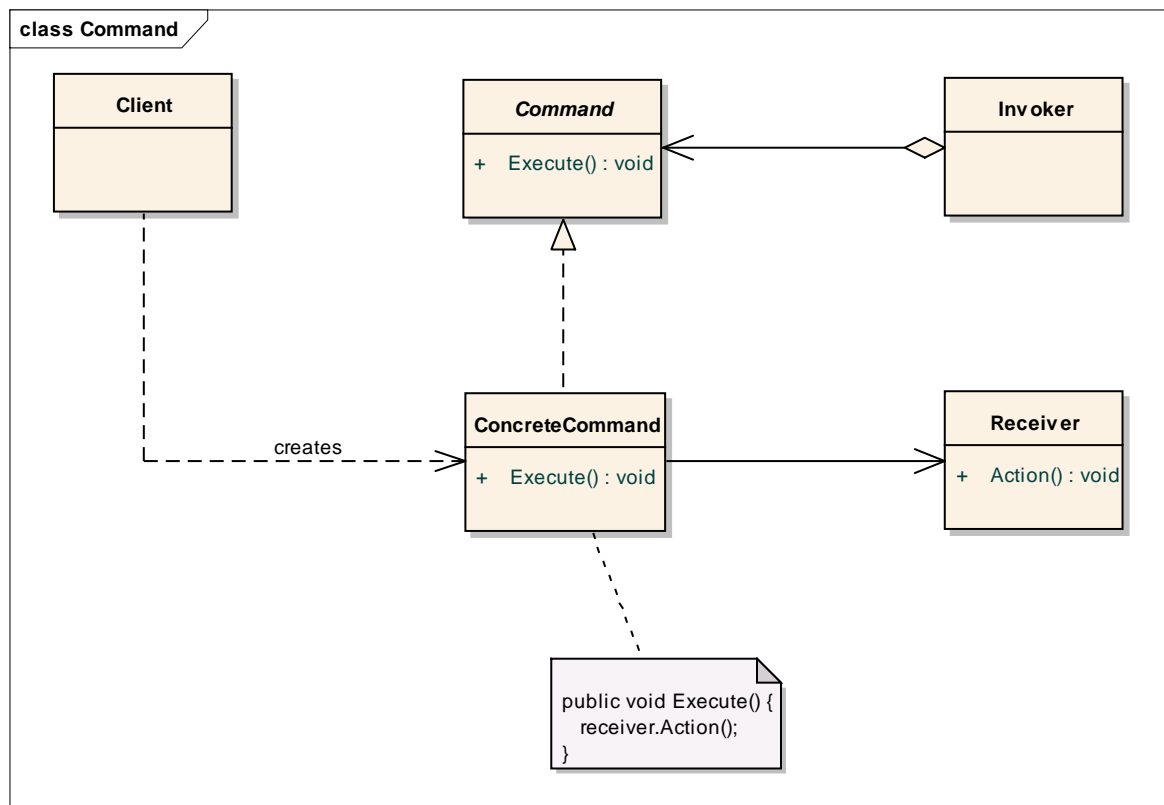 class Command
Client
Command
+ Execute() : void
Invoker
creates
ConcreteCommand
+ Execute() : void
Receiver
+ Action() : void
public void Execute() {
receiver.Action();
}